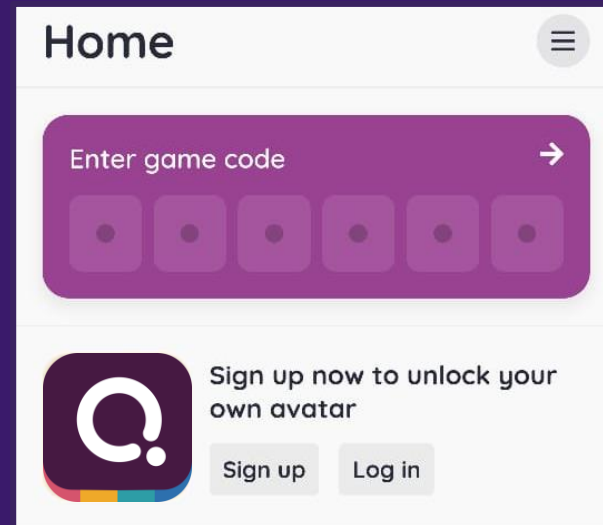 Home
Enter game code
Sign up now to unlock your
own avatar
Sign up Log in